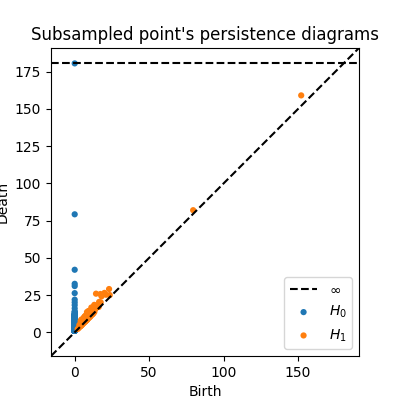 Subsampled point's persistence diagrams
175
150
125
100
75
50
25
0
Death
0 50 100 150
Birth
∞
H₀
H₁